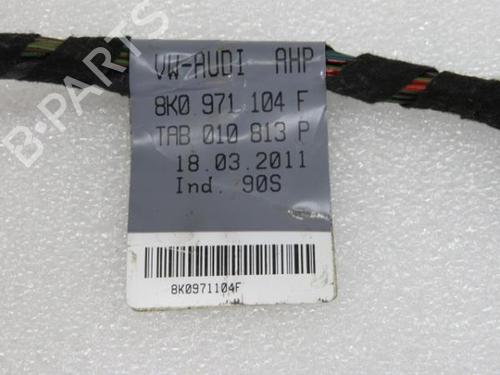 VW-AUDI AHP
8K0 971 104 F
TAB 010 813 P
18.03.2011
Ind. 90S
8K0971104F
B-PARTS